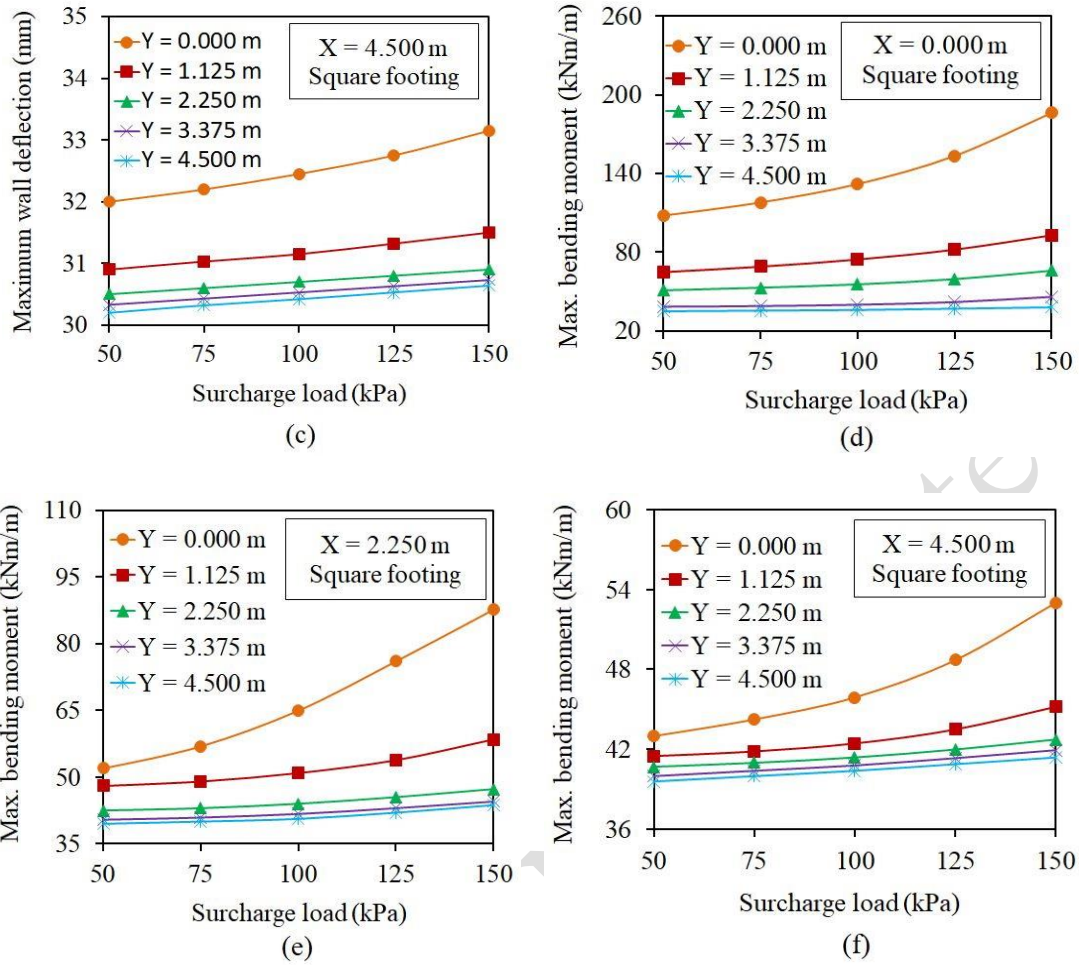 Maximum wall deflection (mm)
35
34
33
32
31
30
Y = 0.000 m
Y = 1.125 m
Y = 2.250 m
Y = 3.375 m
Y = 4.500 m
X = 4.500 m
Square footing
50 75 100 125 150
Surcharge load (kPa)
(c)
Max. bending moment (kNm/m)
260
200
140
80
20
Y = 0.000 m
Y = 1.125 m
Y = 2.250 m
Y = 3.375 m
Y = 4.500 m
X = 0.000 m
Square footing
50 75 100 125 150
Surcharge load (kPa)
(d)
Max. bending moment (kNm/m)
110
95
80
65
50
35
Y = 0.000 m
Y = 1.125 m
Y = 2.250 m
Y = 3.375 m
Y = 4.500 m
X = 2.250 m
Square footing
50 75 100 125 150
Surcharge load (kPa)
(e)
Max. bending moment (kNm/m)
60
54
48
42
36
Y = 0.000 m
Y = 1.125 m
Y = 2.250 m
Y = 3.375 m
Y = 4.500 m
X = 4.500 m
Square footing
50 75 100 125 150
Surcharge load (kPa)
(f)